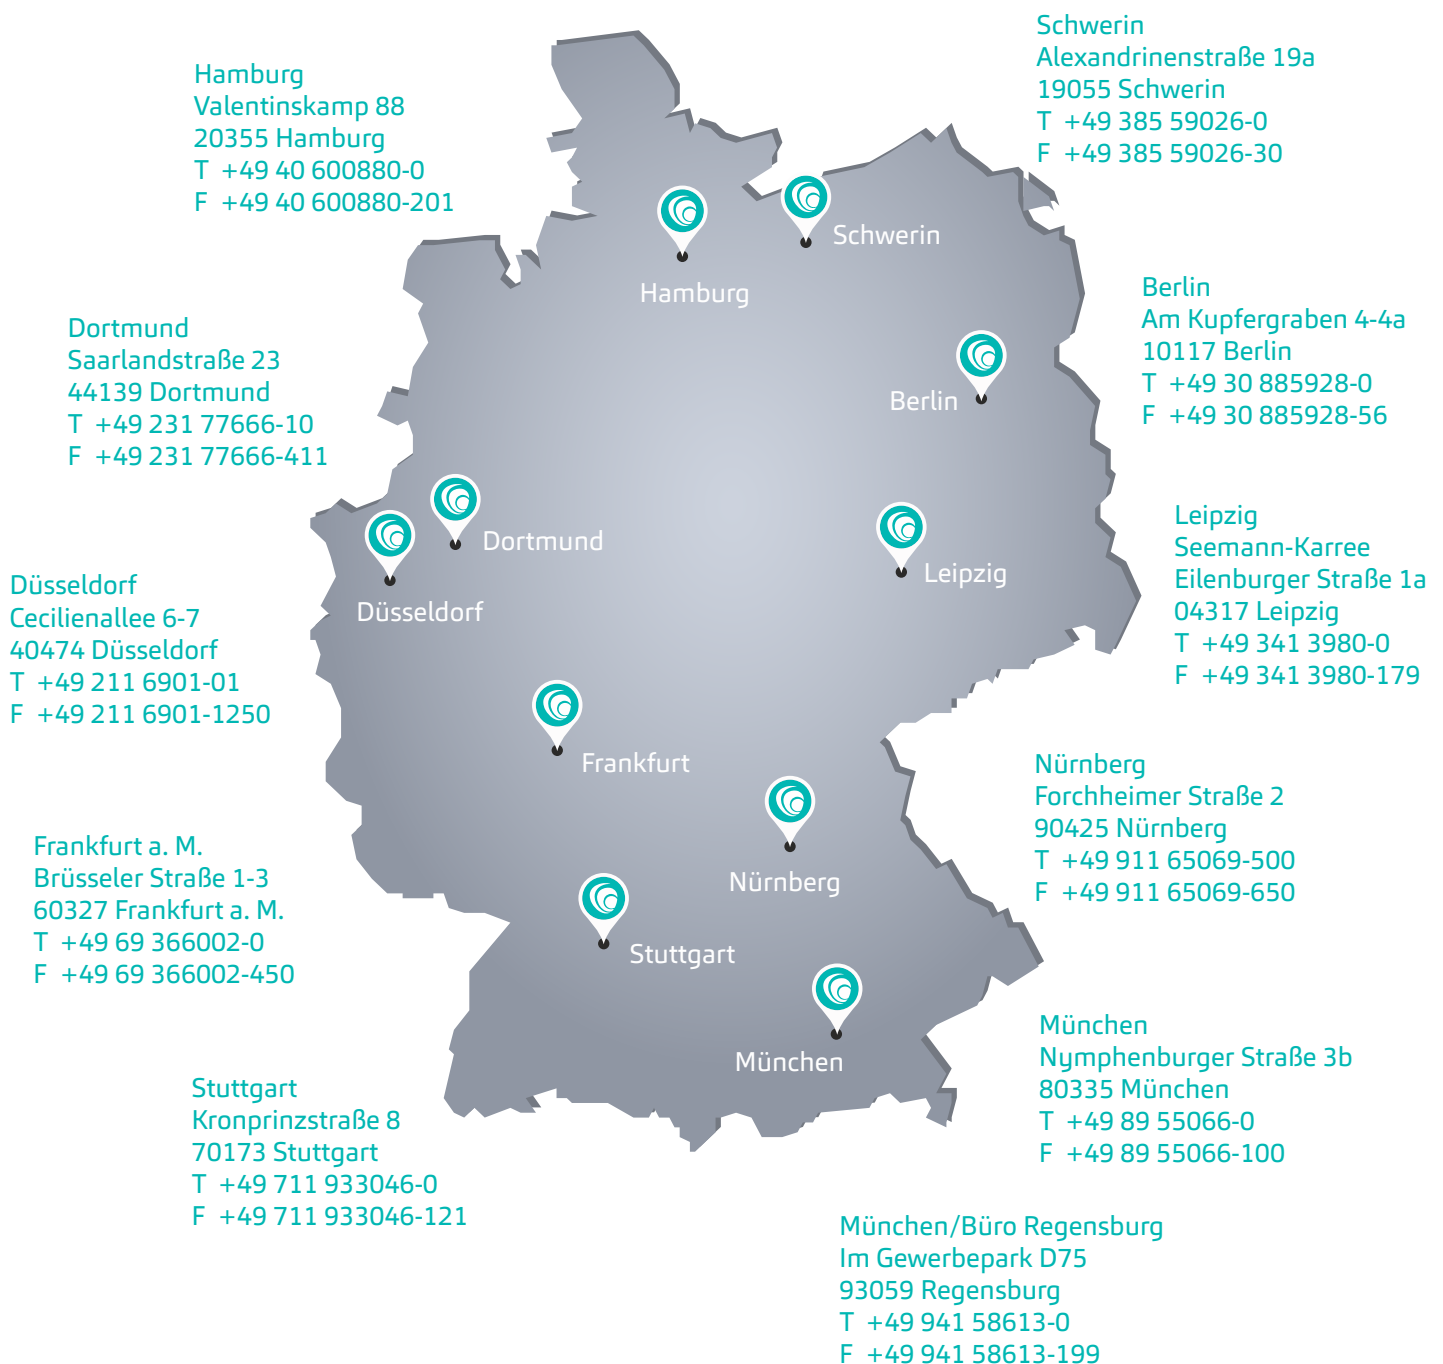 Schwerin
Alexandrinenstraße 19a
19055 Schwerin
T +49 385 59026-0
F +49 385 59026-30
Hamburg
Valentinskamp 88
20355 Hamburg
T +49 40 600880-0
F +49 40 600880-201
Schwerin
Hamburg
Berlin
Am Kupfergraben 4-4a
10117 Berlin
T +49 30 885928-0
F +49 30 885928-56
Dortmund
Saarlandstraße 23
44139 Dortmund
T +49 231 77666-10
F +49 231 77666-411
Berlin
Dortmund
Leipzig
Seemann-Karree
Eilenburger Straße 1a
04317 Leipzig
T +49 341 3980-0
F +49 341 3980-179
Leipzig
Düsseldorf
Düsseldorf
Cecilienallee 6-7
40474 Düsseldorf
T +49 211 6901-01
F +49 211 6901-1250
Frankfurt
Nürnberg
Forchheimer Straße 2
90425 Nürnberg
T +49 911 65069-500
F +49 911 65069-650
Frankfurt a. M.
Brüsseler Straße 1-3
60327 Frankfurt a. M.
T +49 69 366002-0
F +49 69 366002-450
Nürnberg
Stuttgart
München
München
Nymphenburger Straße 3b
80335 München
T +49 89 55066-0
F +49 89 55066-100
Stuttgart
Kronprinzstraße 8
70173 Stuttgart
T +49 711 933046-0
F +49 711 933046-121
München/Büro Regensburg
Im Gewerbepark D75
93059 Regensburg
T +49 941 58613-0
F +49 941 58613-199